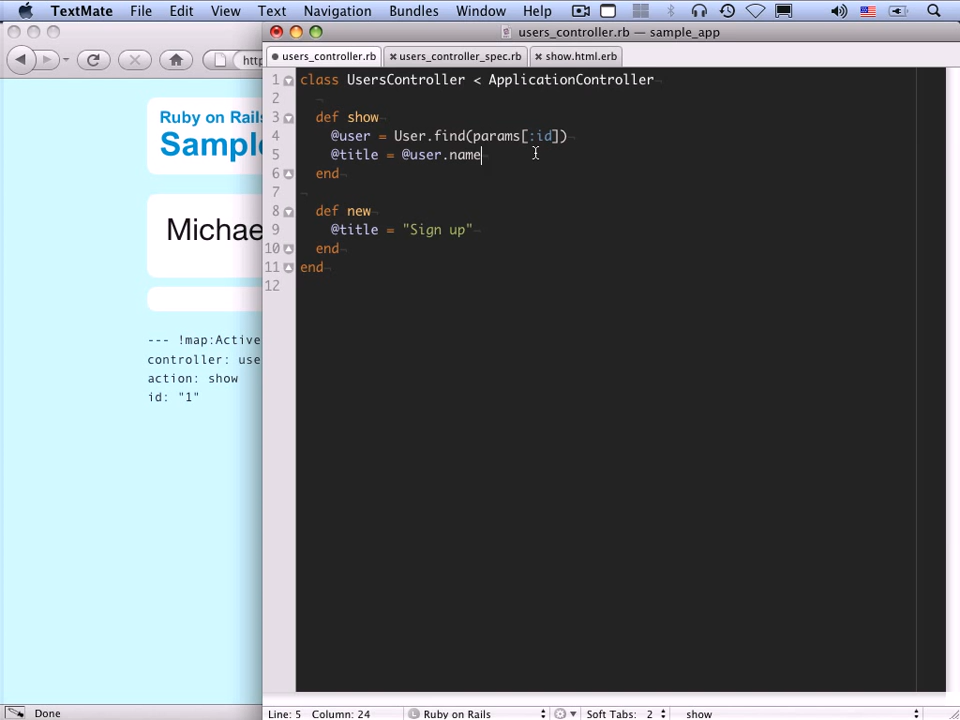 TextMate File Edit View Text Navigation Bundles Window Help
users_controller.rb — sample_app
users_controller.rb users_controller_spec.rb show.html.erb
http
Ruby on Rails
Sample
Michae
--- !map:Active
controller: use
action: show
id: "1"
1 class UsersController < ApplicationController
2
3 def show
4 @user = User.find(params[:id])
5 @title = @user.name
6 end
7
8 def new
9 @title = "Sign up"
10 end
11 end
12
Done
Line: 5 Column: 24 Ruby on Rails Soft Tabs: 2 show